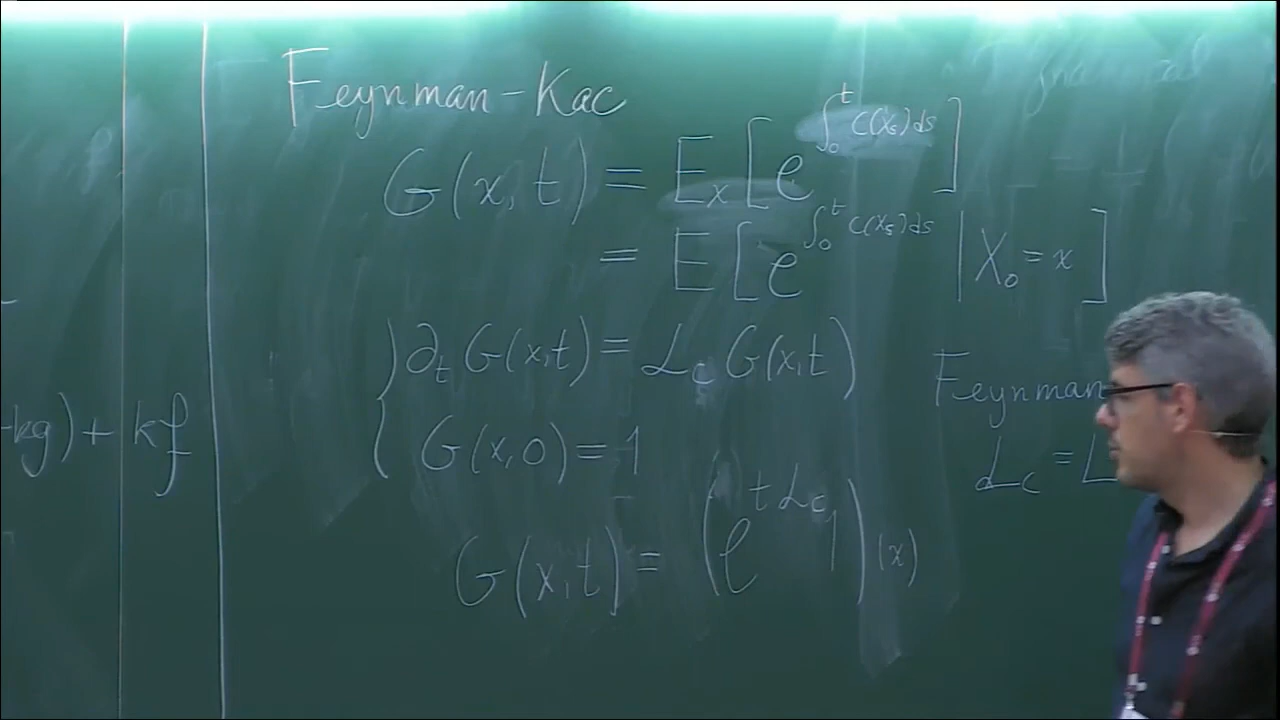 Feynman-Kac
G(x,t) = E_x[e^{∫_0^t c(X_s)ds}]
= E[e^{∫_0^t c(X_s)ds} | X_0 = x]
{ ∂_t G(x,t) = ℒ_c G(x,t)
G(x,0) = 1
G(x,t) = (e^{tℒ_c} 1)(x)
-kg) + kf
Feynman
ℒ_c = L